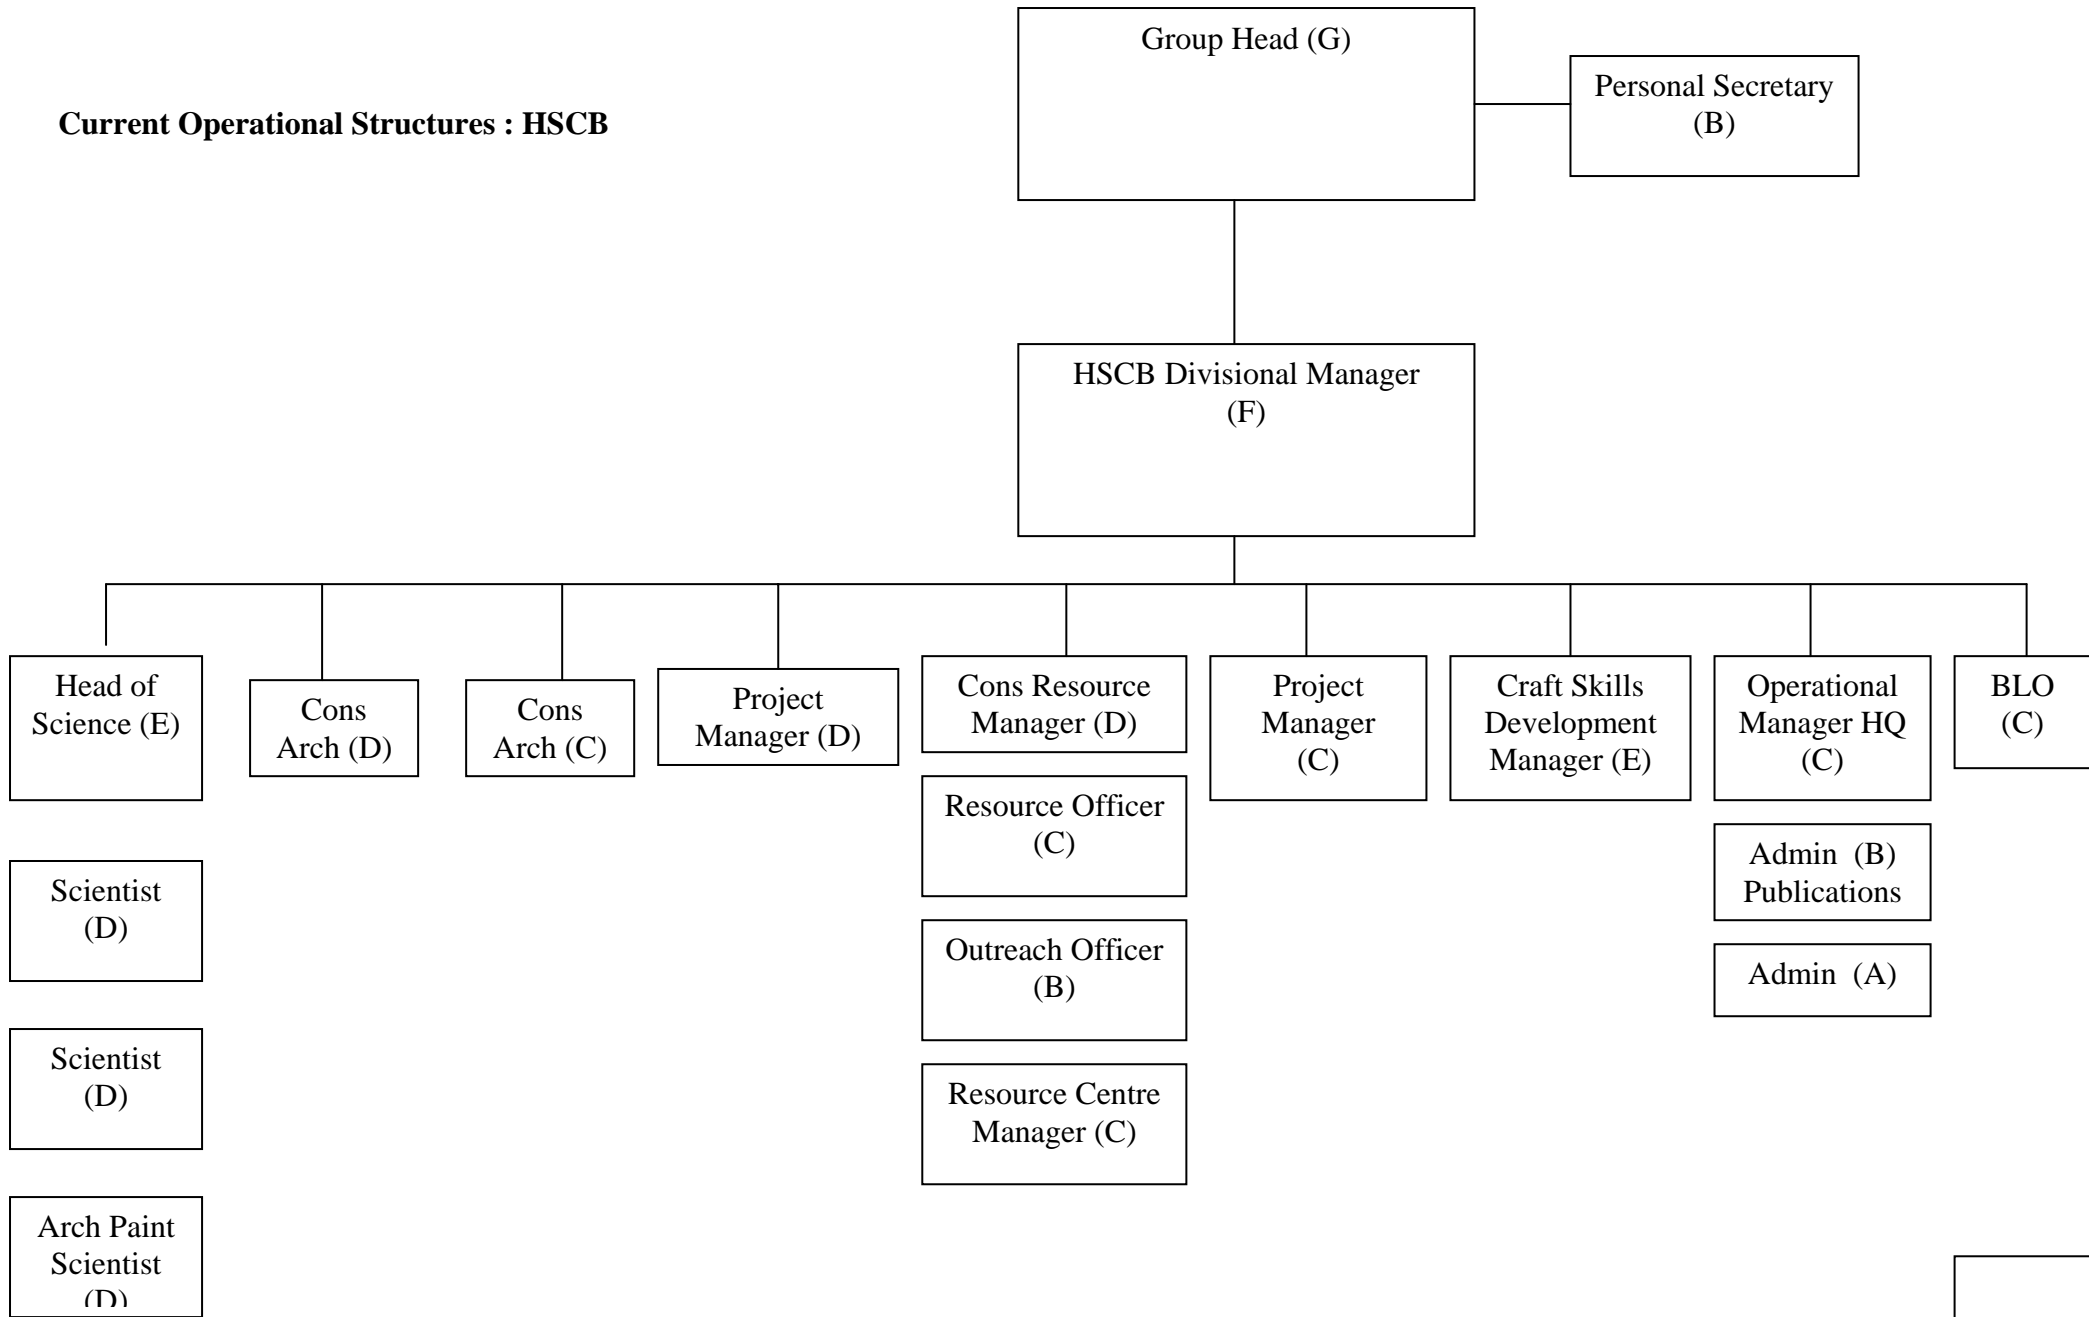 Group Head (G)
Personal Secretary
(B)
Current Operational Structures : HSCB
HSCB Divisional Manager
(F)
Head of
Science (E)
Cons
Arch (D)
Cons
Arch (C)
Project
Manager (D)
Cons Resource
Manager (D)
Project
Manager
(C)
Craft Skills
Development
Manager (E)
Operational
Manager HQ
(C)
BLO
(C)
Resource Officer
(C)
Admin  (B)
Publications
Scientist
(D)
Outreach Officer
(B)
Admin  (A)
Scientist
(D)
Resource Centre
Manager (C)
Arch Paint
Scientist
(D)